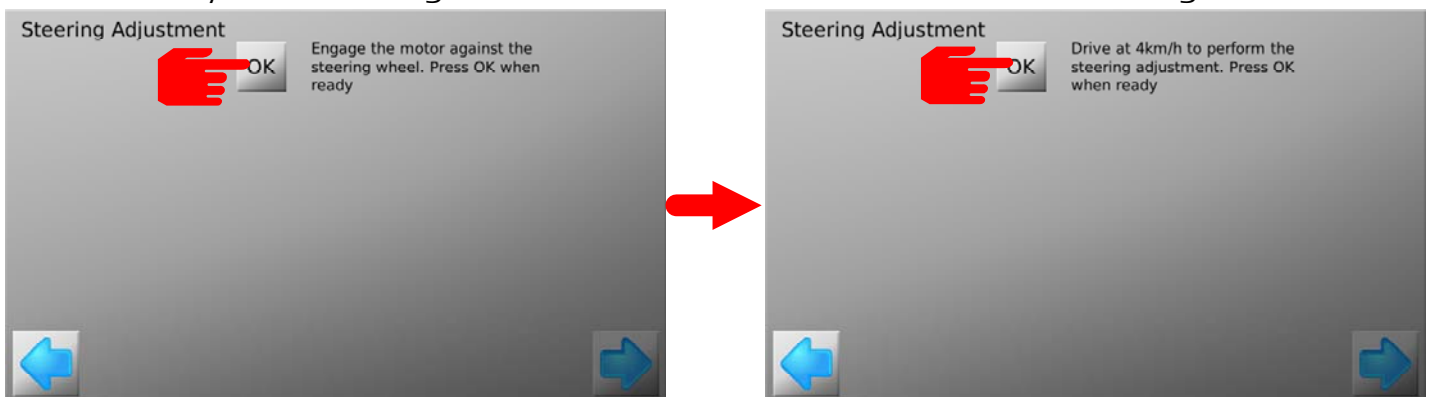 Steering Adjustment
OK
Engage the motor against the
steering wheel. Press OK when
ready
Steering Adjustment
OK
Drive at 4km/h to perform the
steering adjustment. Press OK
when ready